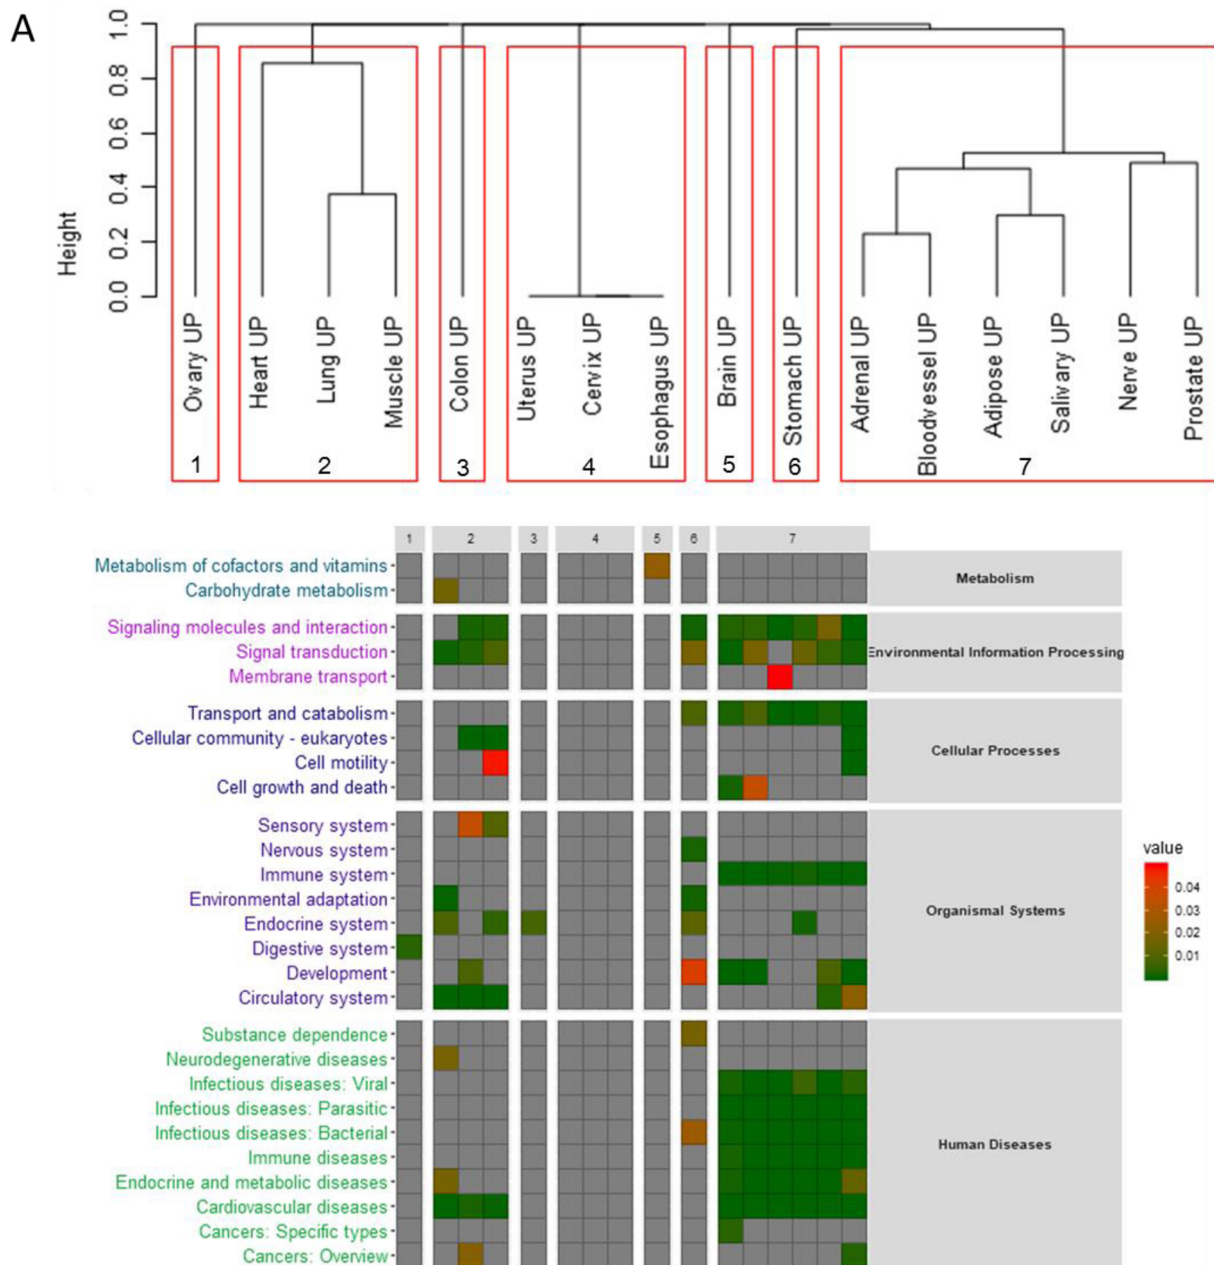 A
Height
0.0 0.2 0.4 0.6 0.8 1.0
Ovary UP
Heart UP
Lung UP
Muscle UP
Colon UP
Uterus UP
Cervix UP
Esophagus UP
Brain UP
Stomach UP
Adrenal UP
Bloodvessel UP
Adipose UP
Salivary UP
Nerve UP
Prostate UP
1 2 3 4 5 6 7
1 2 3 4 5 6 7
Metabolism of cofactors and vitamins
Carbohydrate metabolism
Metabolism
Signaling molecules and interaction
Signal transduction
Membrane transport
Environmental Information Processing
Transport and catabolism
Cellular community - eukaryotes
Cell motility
Cell growth and death
Cellular Processes
Sensory system
Nervous system
Immune system
Environmental adaptation
Endocrine system
Digestive system
Development
Circulatory system
Organismal Systems
value
0.04
0.03
0.02
0.01
Substance dependence
Neurodegenerative diseases
Infectious diseases: Viral
Infectious diseases: Parasitic
Infectious diseases: Bacterial
Immune diseases
Endocrine and metabolic diseases
Cardiovascular diseases
Cancers: Specific types
Cancers: Overview
Human Diseases